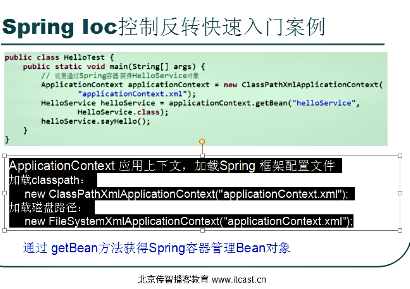 Spring Ioc控制反转快速入门案例
public class HelloTest {
public static void main(String[] args) {
// 这里通过Spring容器 获得HelloService对象
ApplicationContext applicationContext = new ClassPathXmlApplicationContext(
"applicationContext.xml");
HelloService helloService = applicationContext.getBean("helloService",
HelloService.class);
helloService.sayHello();
}
}
ApplicationContext 应用上下文，加载Spring 框架配置文件
加载classpath：
new ClassPathXmlApplicationContext("applicationContext.xml");
加载磁盘路径：
new FileSystemXmlApplicationContext("applicationContext.xml");
通过 getBean方法获得Spring容器管理Bean对象
北京传智播客教育 www.itcast.cn